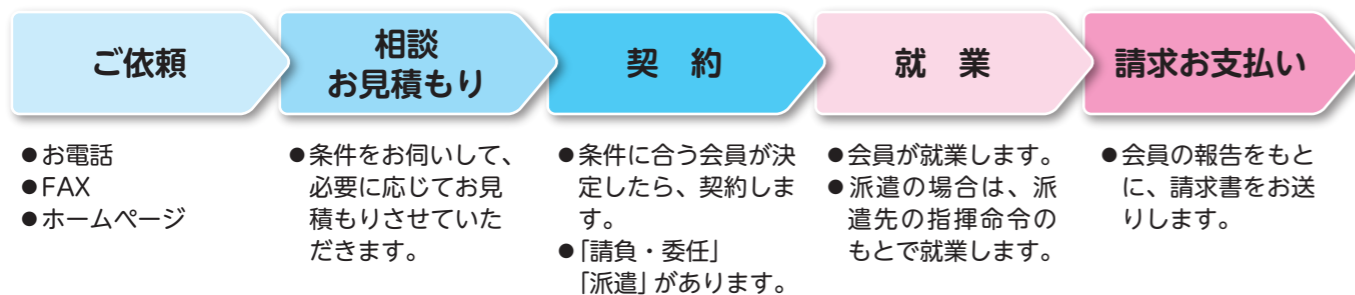 ご依頼
相談
お見積もり
契　約
就　業
請求お支払い
●お電話
●FAX
●ホームページ
●条件をお伺いして、
必要に応じてお見
積もりさせていた
だきます。
●条件に合う会員が決
定したら、契約しま
す。
●「請負・委任」
「派遣」があります。
●会員が就業します。
●派遣の場合は、派
遣先の指揮命令の
もとで就業します。
●会員の報告をもと
に、請求書をお送
りします。